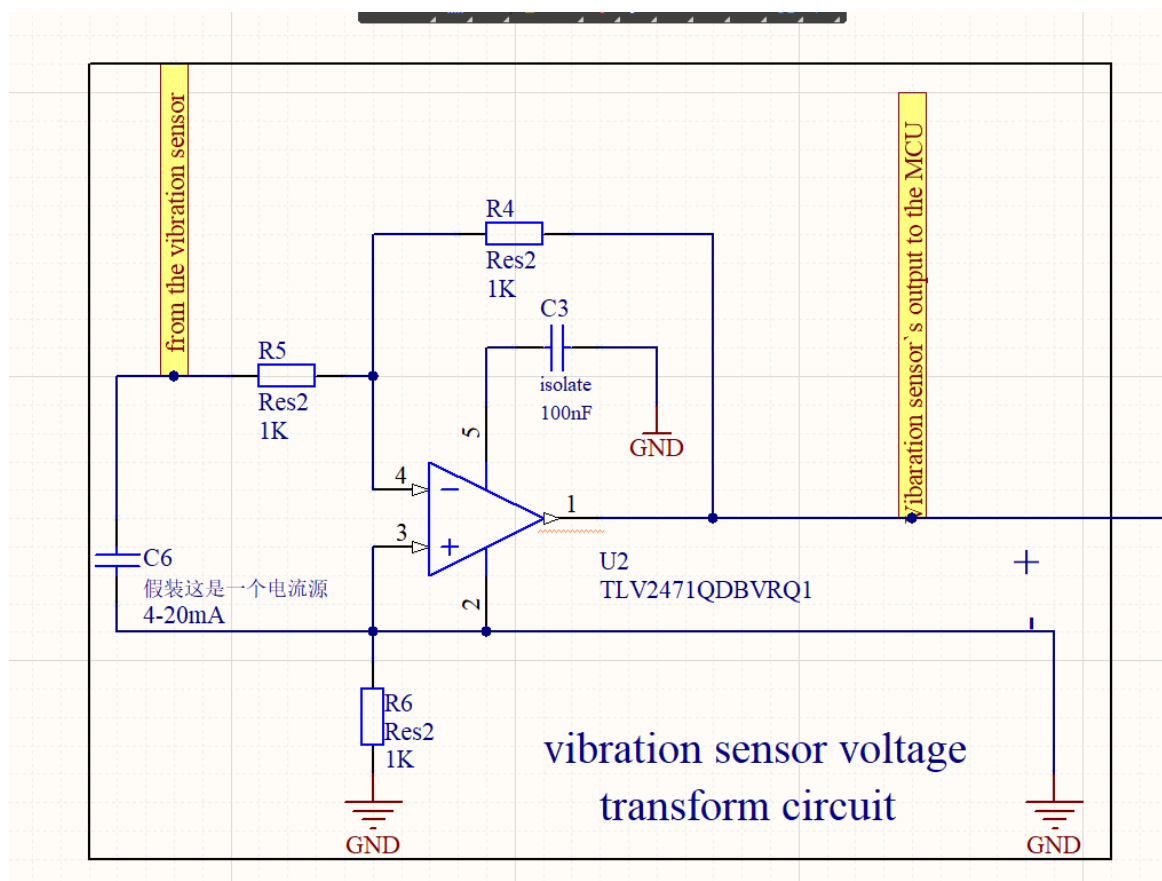 from the vibration sensor
Vibaration sensor`s output to the MCU
R4
Res2
1K
C3
isolate
100nF
GND
R5
Res2
1K
5
4
3
1
2
U2
TLV2471QDBVRQ1
+
-
C6
假装这是一个电流源
4-20mA
R6
Res2
1K
GND
vibration sensor voltage
transform circuit
GND